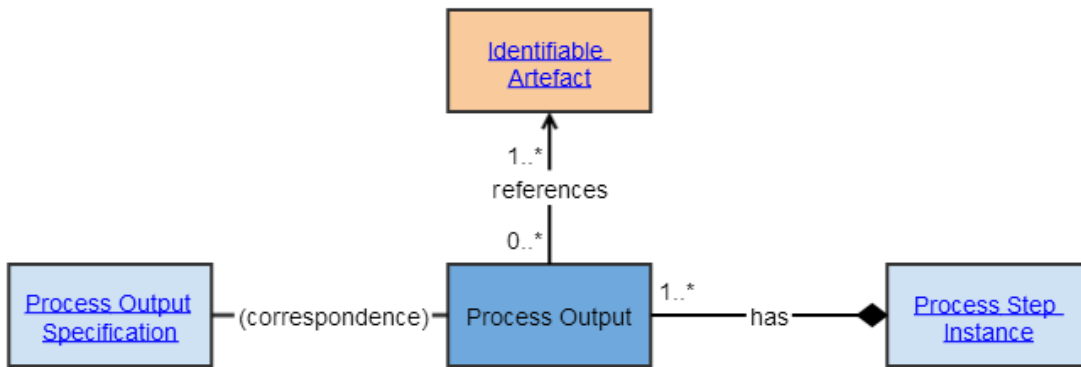 Identifiable
Artefact
1..*
references
0..*
Process Output
Specification
(correspondence)
Process Output
1..*
has
Process Step
Instance